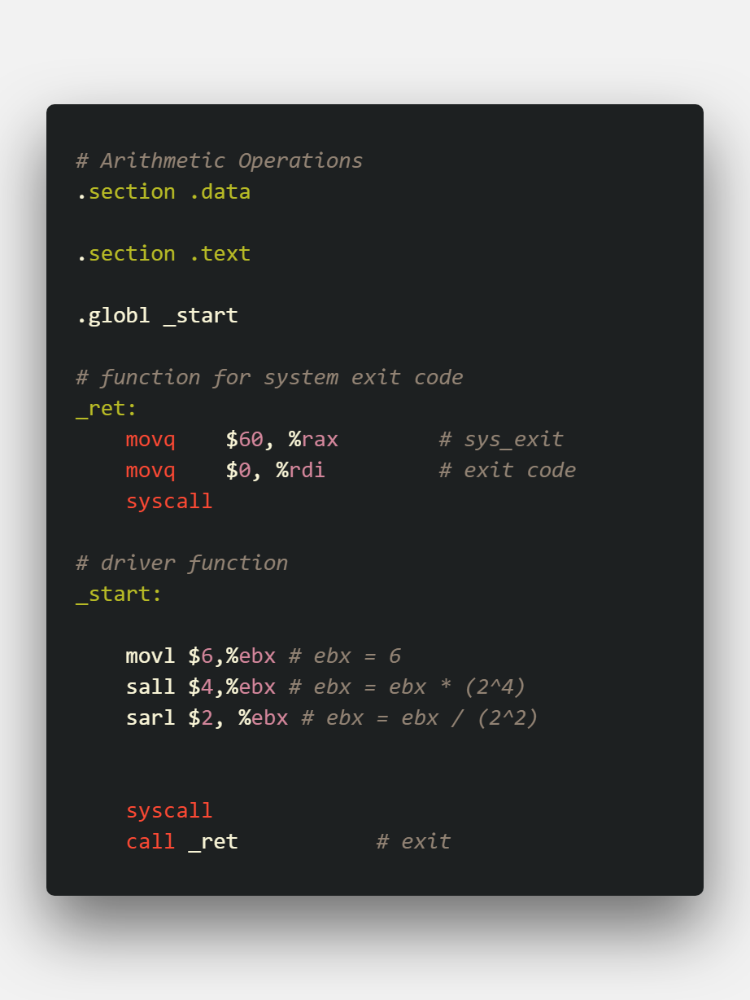 # Arithmetic Operations
.section .data
.section .text
.globl _start
# function for system exit code
_ret:
    movq    $60, %rax        # sys_exit
    movq    $0, %rdi         # exit code
    syscall
# driver function
_start:
    movl $6,%ebx # ebx = 6
    sall $4,%ebx # ebx = ebx * (2^4)
    sarl $2, %ebx # ebx = ebx / (2^2)
    syscall
    call _ret           # exit